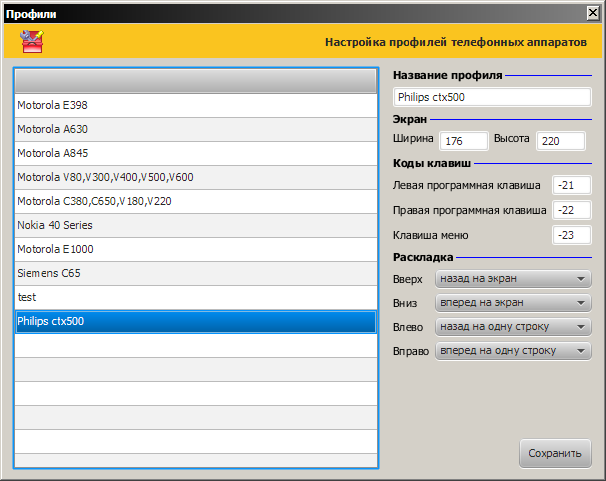 Профили
Настройка профилей телефонных аппаратов
Motorola E398
Motorola A630
Motorola A845
Motorola V80,V300,V400,V500,V600
Motorola C380,C650,V180,V220
Nokia 40 Series
Motorola E1000
Siemens C65
test
Philips ctx500
Название профиля
Philips ctx500
Экран
Ширина 176 Высота 220
Коды клавиш
Левая программная клавиша -21
Правая программная клавиша -22
Клавиша меню -23
Раскладка
Вверх назад на экран
Вниз вперед на экран
Влево назад на одну строку
Вправо вперед на одну строку
Сохранить